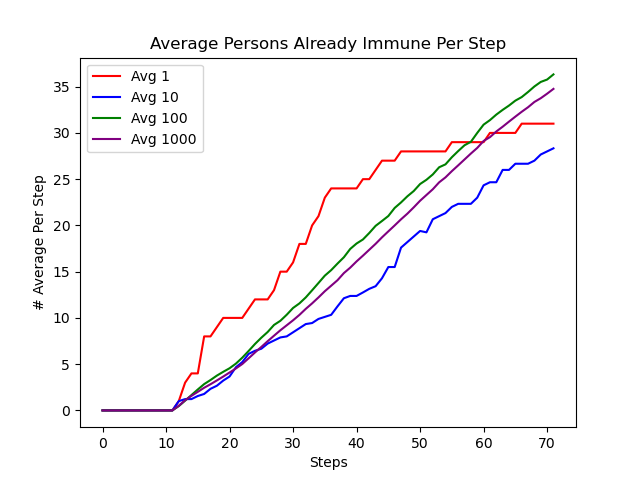 Average Persons Already Immune Per Step
Avg 1
Avg 10
Avg 100
Avg 1000
# Average Per Step
35
30
25
20
15
10
5
0
0 10 20 30 40 50 60 70
Steps